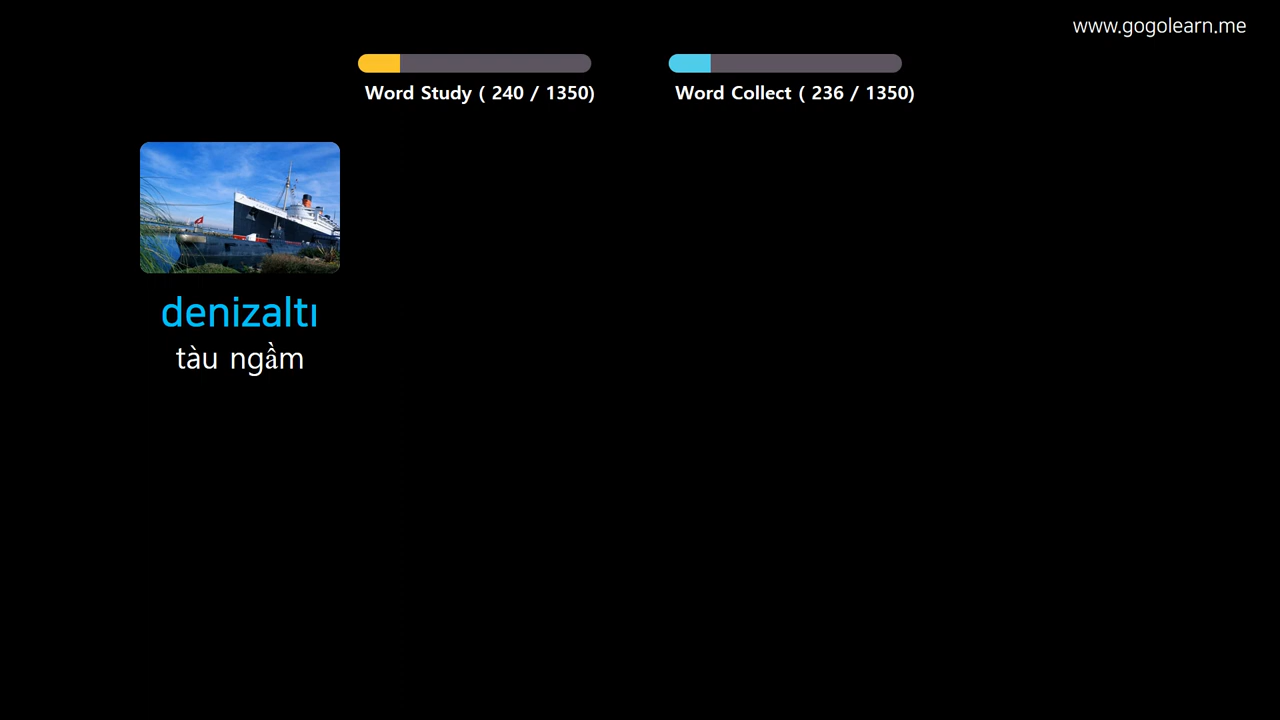 www.gogolearn.me
Word Study ( 240 / 1350)
Word Collect ( 236 / 1350)
denizaltı
tàu ngầm